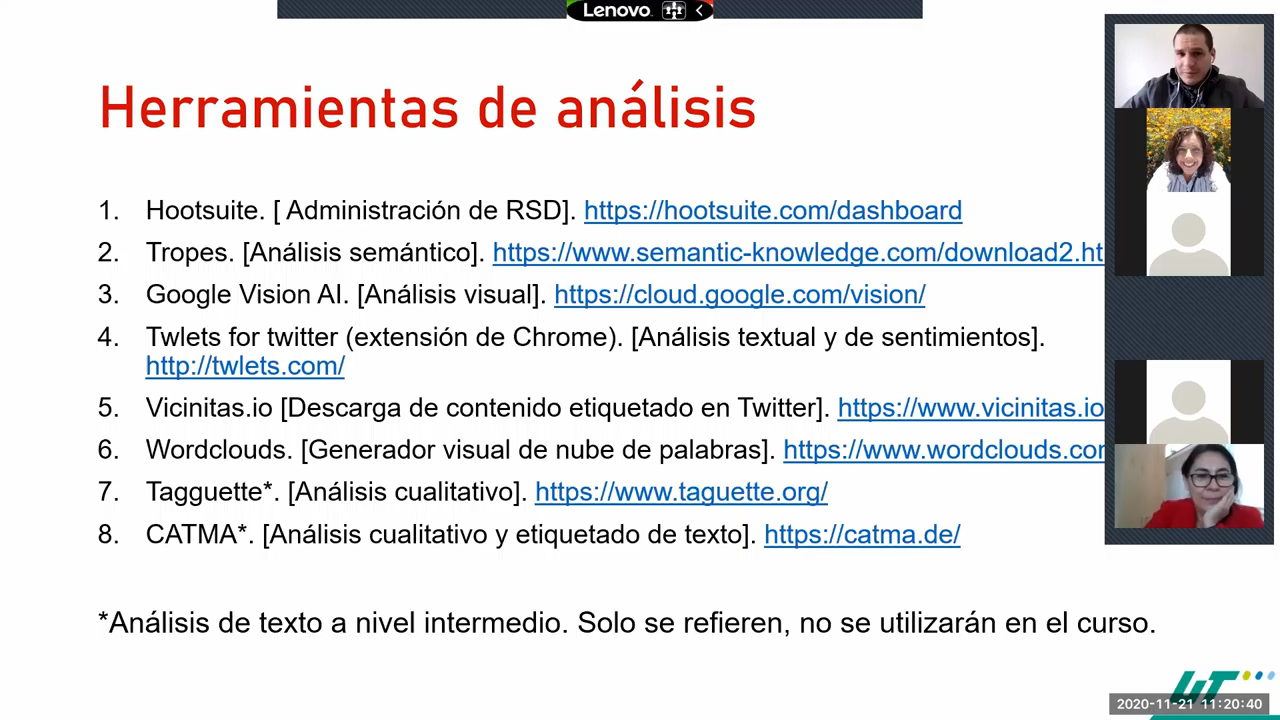 Lenovo
Herramientas de análisis
1. Hootsuite. [ Administración de RSD]. https://hootsuite.com/dashboard
2. Tropes. [Análisis semántico]. https://www.semantic-knowledge.com/download2.ht
3. Google Vision AI. [Análisis visual]. https://cloud.google.com/vision/
4. Twlets for twitter (extensión de Chrome). [Análisis textual y de sentimientos].
http://twlets.com/
5. Vicinitas.io [Descarga de contenido etiquetado en Twitter]. https://www.vicinitas.io
6. Wordclouds. [Generador visual de nube de palabras]. https://www.wordclouds.co
7. Tagguette*. [Análisis cualitativo]. https://www.taguette.org/
8. CATMA*. [Análisis cualitativo y etiquetado de texto]. https://catma.de/
*Análisis de texto a nivel intermedio. Solo se refieren, no se utilizarán en el curso.
2020-11-21 11:20:40